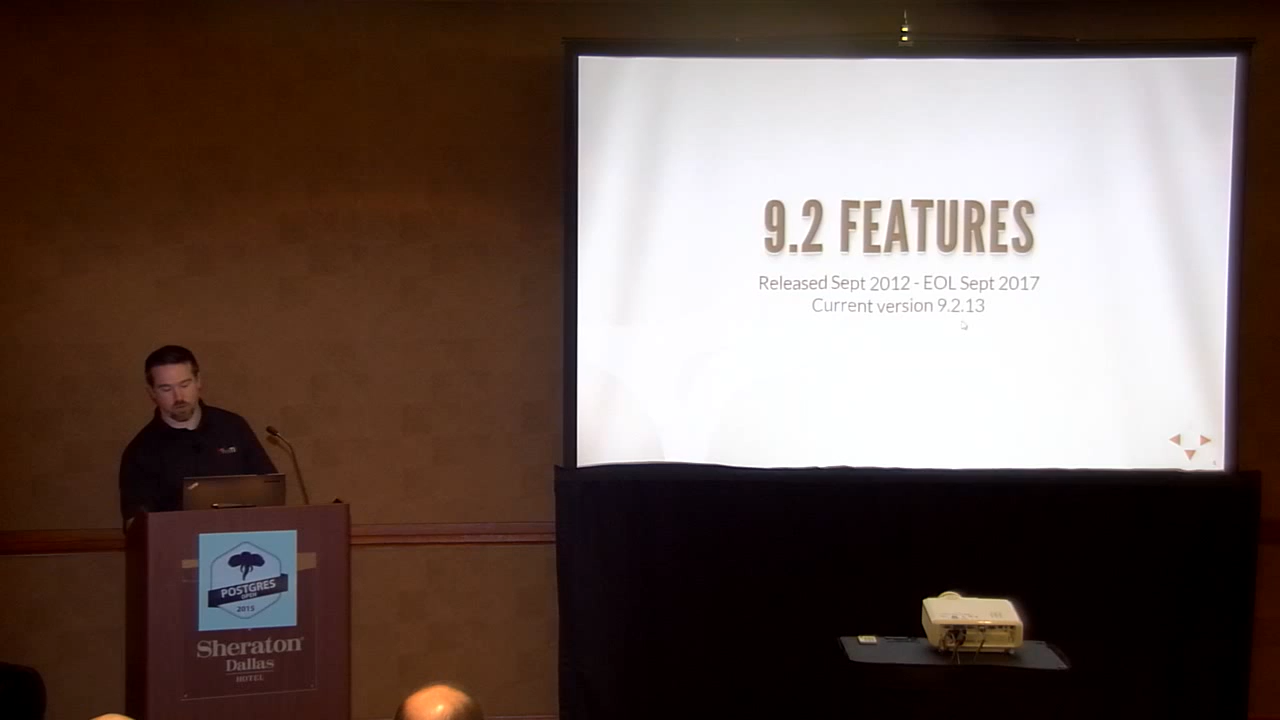 9.2 FEATURES
Released Sept 2012 - EOL Sept 2017
Current version 9.2.13
POSTGRES
OPEN
2015
Sheraton
Dallas
HOTEL